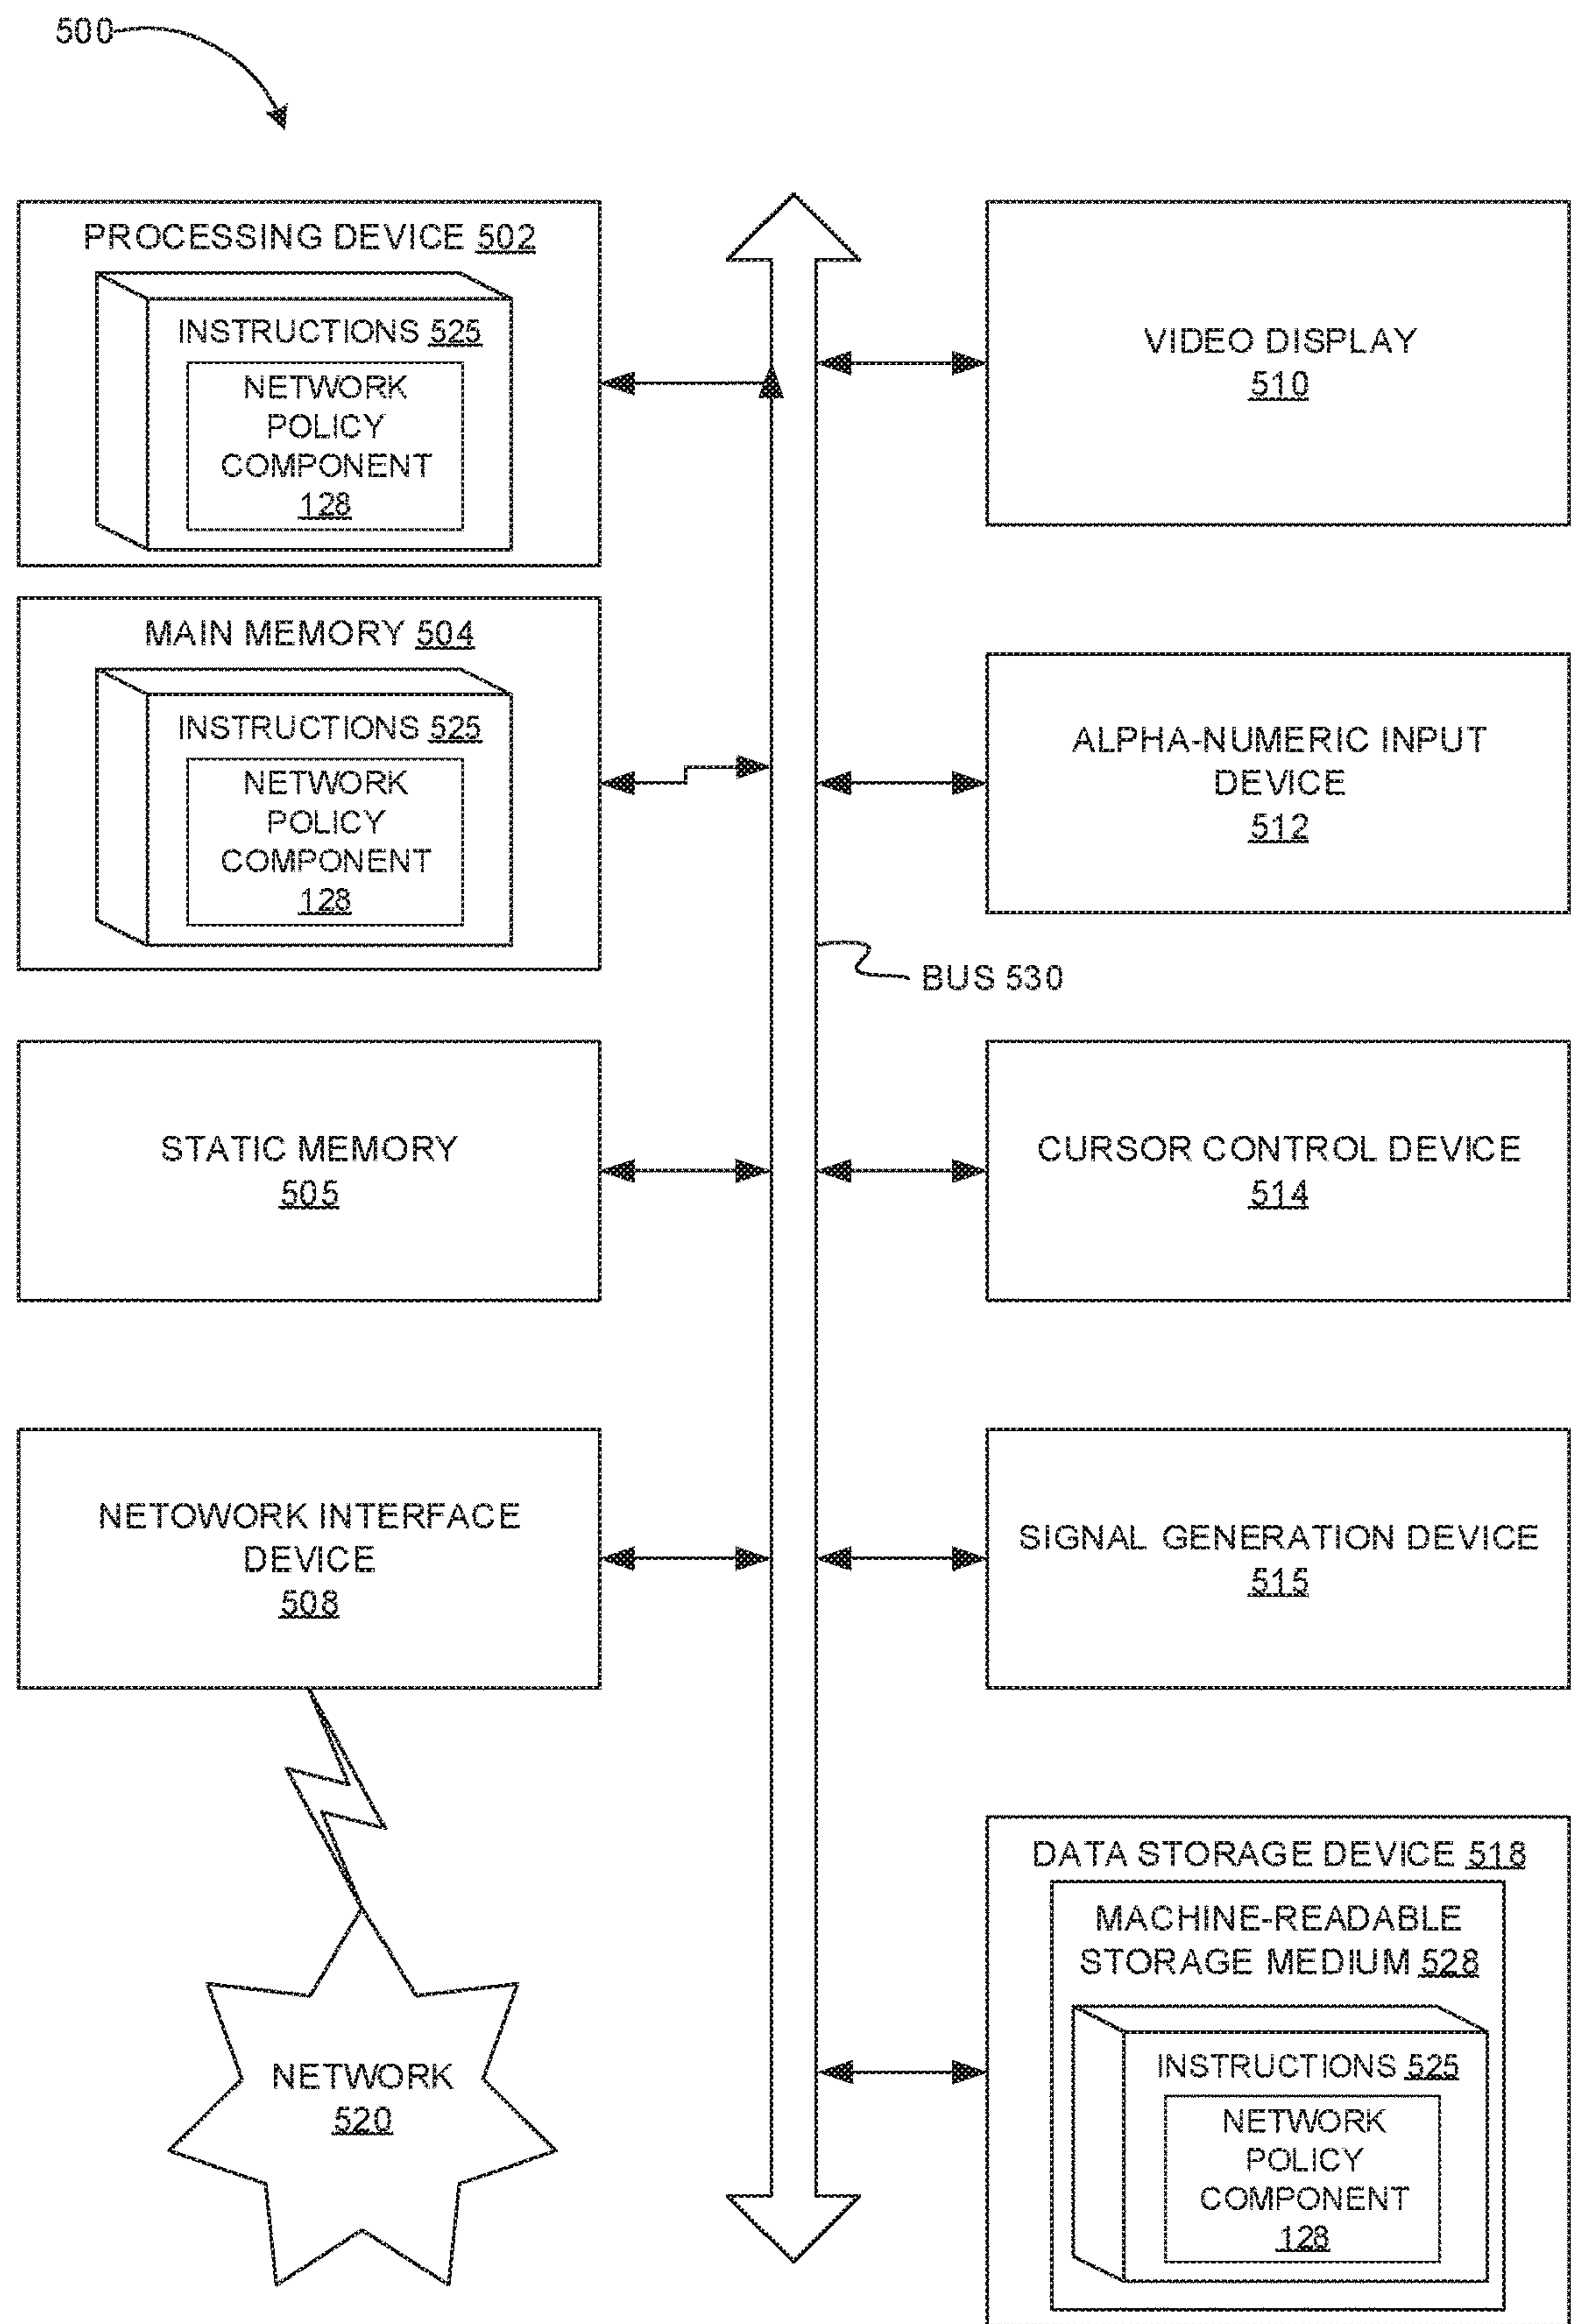 500
PROCESSING DEVICE 502
INSTRUCTIONS 525
NETWORK
POLICY
COMPONENT
128
MAIN MEMORY 504
INSTRUCTIONS 525
NETWORK
POLICY
COMPONENT
128
STATIC MEMORY
505
NETOWORK INTERFACE
DEVICE
508
NETWORK
520
BUS 530
VIDEO DISPLAY
510
ALPHA-NUMERIC INPUT
DEVICE
512
CURSOR CONTROL DEVICE
514
SIGNAL GENERATION DEVICE
515
DATA STORAGE DEVICE 518
MACHINE-READABLE
STORAGE MEDIUM 528
INSTRUCTIONS 525
NETWORK
POLICY
COMPONENT
128